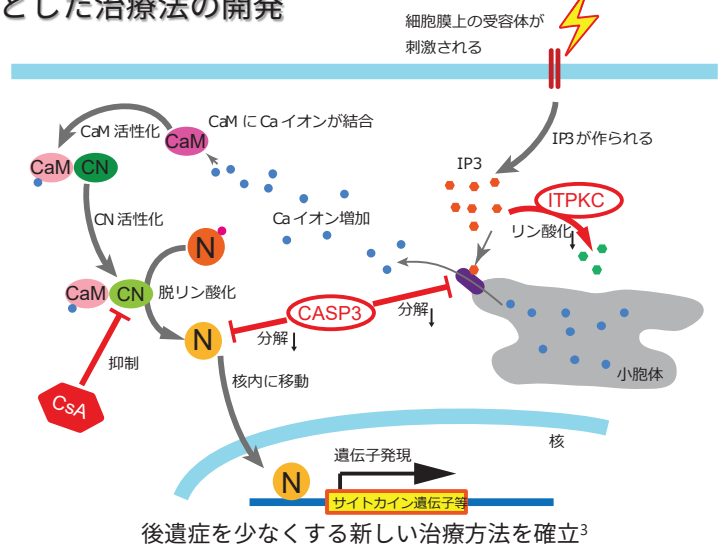 とした治療法の開発
細胞膜上の受容体が
刺激される
CaM 活性化
CaM に Ca イオンが結合
CaM
IP3 が作られる
IP3
CaM
CN
ITPKC
CN 活性化
Ca イオン増加
リン酸化↓
N
CaM
CN
脱リン酸化
CASP3
分解↓
分解↓
N
抑制
小胞体
核内に移動
CsA
核
遺伝子発現
N
サイトカイン遺伝子等
後遺症を少なくする新しい治療方法を確立3